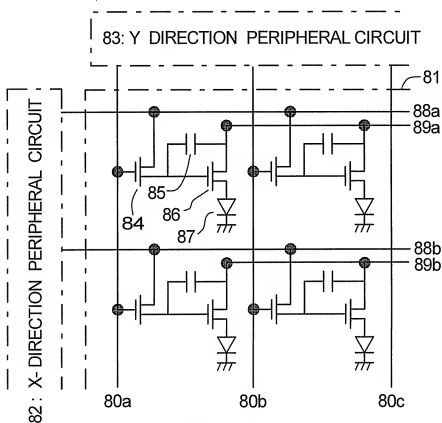 83: Y DIRECTION PERIPHERAL CIRCUIT
81
88a
89a
85
84
86
87
88b
89b
82: X-DIRECTION PERIPHERAL CIRCUIT
80a
80b
80c